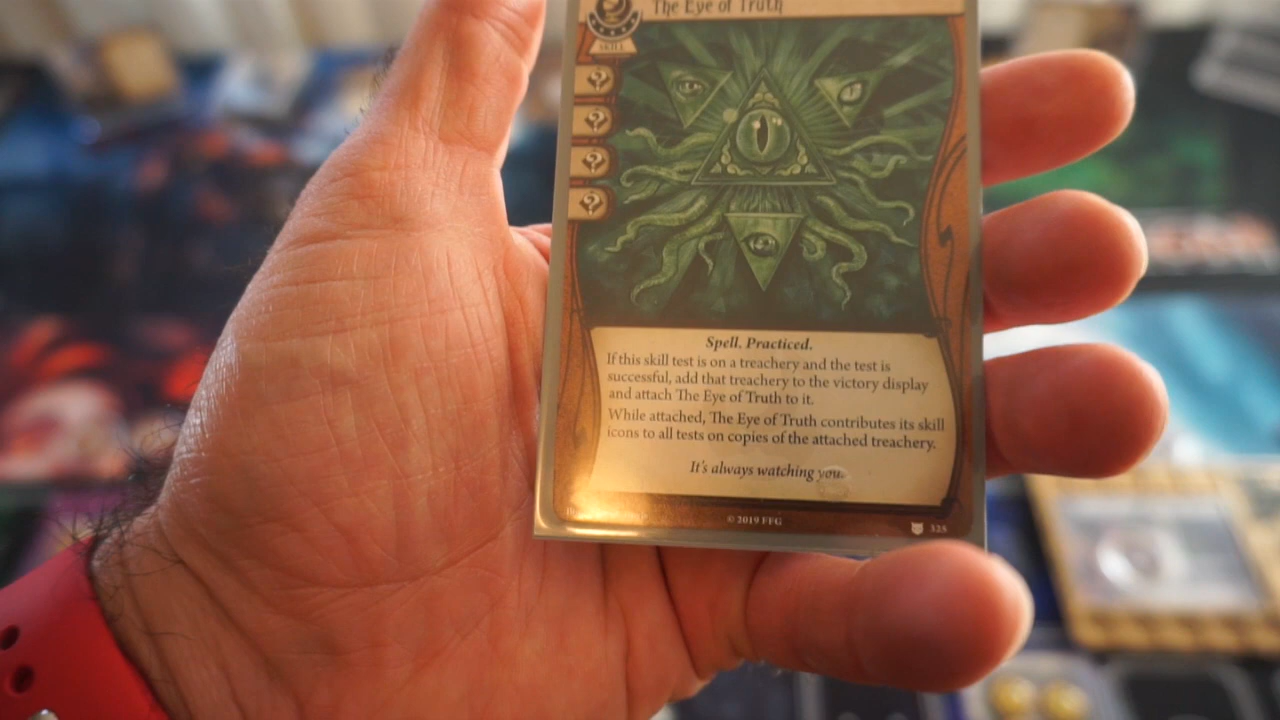 The Eye of Truth
SKILL
Spell. Practiced.
If this skill test is on a treachery and the test is
successful, add that treachery to the victory display
and attach The Eye of Truth to it.
While attached, The Eye of Truth contributes its skill
icons to all tests on copies of the attached treachery.
It's always watching you.
© 2019 FFG
325